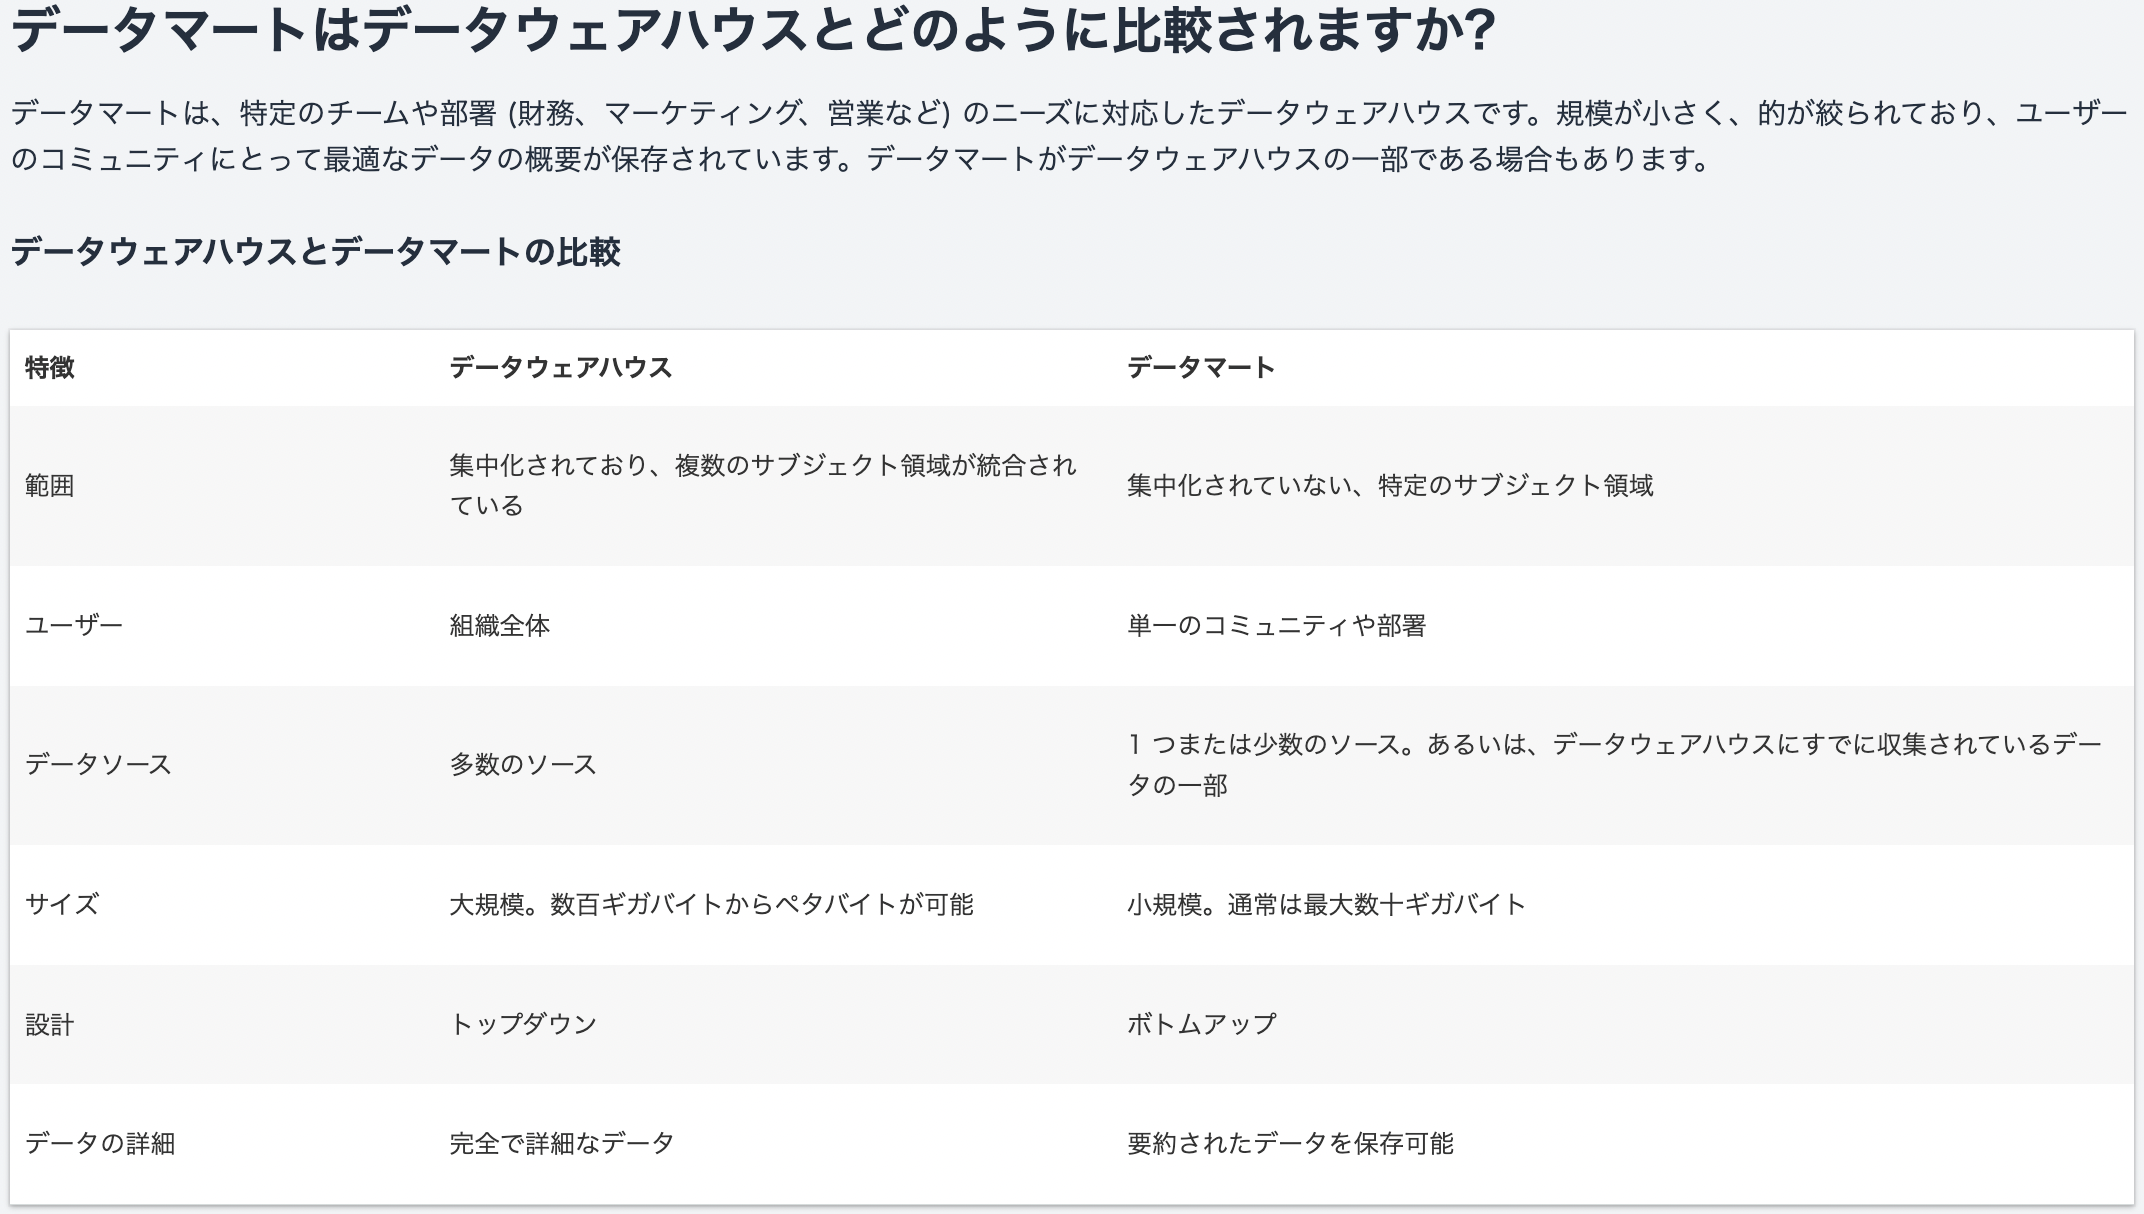 データマートはデータウェアハウスとどのように比較されますか?
データマートは、特定のチームや部署 (財務、マーケティング、営業など) のニーズに対応したデータウェアハウスです。規模が小さく、的が絞られており、ユーザー
のコミュニティにとって最適なデータの概要が保存されています。データマートがデータウェアハウスの一部である場合もあります。
データウェアハウスとデータマートの比較
特徴 データウェアハウス データマート
範囲 集中化されており、複数のサブジェクト領域が統合され
ている 集中化されていない、特定のサブジェクト領域
ユーザー 組織全体 単一のコミュニティや部署
データソース 多数のソース 1 つまたは少数のソース。あるいは、データウェアハウスにすでに収集されているデー
タの一部
サイズ 大規模。数百ギガバイトからペタバイトが可能 小規模。通常は最大数十ギガバイト
設計 トップダウン ボトムアップ
データの詳細 完全で詳細なデータ 要約されたデータを保存可能